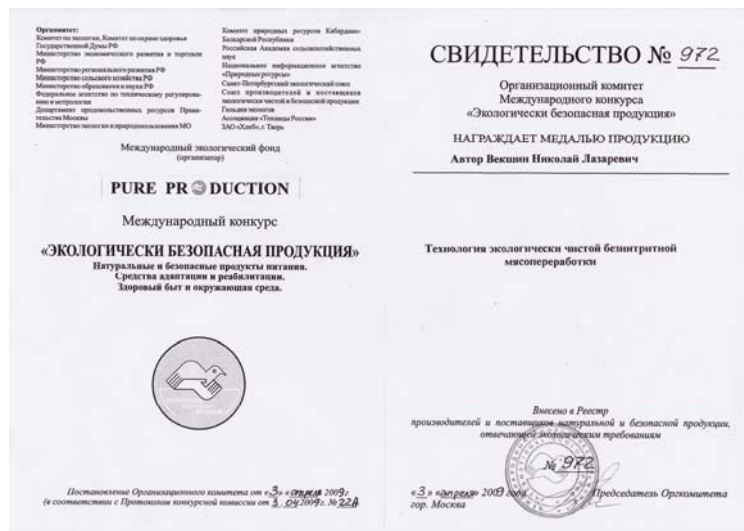 Оргкомитет:
Комитет по экологии, Комитет по охране здоровья
Государственной Думы РФ
Министерство экономического развития и торговли
РФ
Министерство регионального развития РФ
Министерство сельского хозяйства РФ
Министерство образования и науки РФ
Федеральное агентство по техническому регулирова-
нию и метрологии
Департамент продовольственных ресурсов Прави-
тельства Москвы
Министерство экологии и природопользования МО
Комитет природных ресурсов Кабардино-
Балкарской Республики
Российская Академия сельскохозяйственных
наук
Национальное информационное агентство
«Природные ресурсы»
Санкт-Петербургский экологический союз
Союз производителей и поставщиков
экологически чистой и безопасной продукции
Гильдия экологов
Ассоциация «Теплицы России»
ЗАО «Хлеб», г. Тверь
Международный экологический фонд
(организатор)
PURE PRODUCTION
Международный конкурс
«ЭКОЛОГИЧЕСКИ БЕЗОПАСНАЯ ПРОДУКЦИЯ»
Натуральные и безопасные продукты питания.
Средства адаптации и реабилитации.
Здоровый быт и окружающая среда.
Постановление Организационного комитета от «3» «апреля 2009г
(в соответствии с Протоколом конкурсной комиссии от 3.04 2009г. № 22А
СВИДЕТЕЛЬСТВО № 972
Организационный комитет
Международного конкурса
«Экологически безопасная продукция»
НАГРАЖДАЕТ МЕДАЛЬЮ ПРОДУКЦИЮ
Автор Векшин Николай Лазаревич
Технология экологически чистой безнитритной
мясопереработки
Внесено в Реестр
производителей и поставщиков натуральной и безопасной продукции,
отвечающей экологическим требованиям
№ 972
«3» «апреля» 2009 года Председатель Оргкомитета
гор. Москва